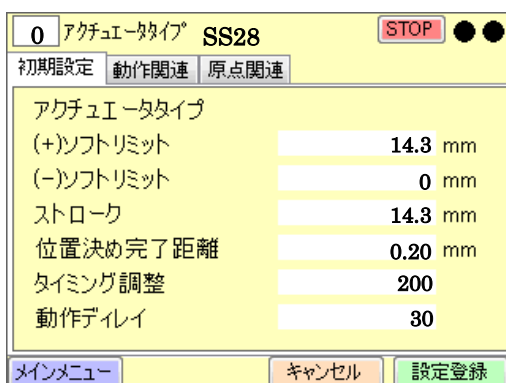 0 アクチュエータタイプ SS28 STOP
初期設定 動作関連 原点関連
アクチュエータタイプ
(+)ソフトリミット 14.3 mm
(-)ソフトリミット 0 mm
ストローク 14.3 mm
位置決め完了距離 0.20 mm
タイミング調整 200
動作ディレイ 30
メインメニュー キャンセル 設定登録